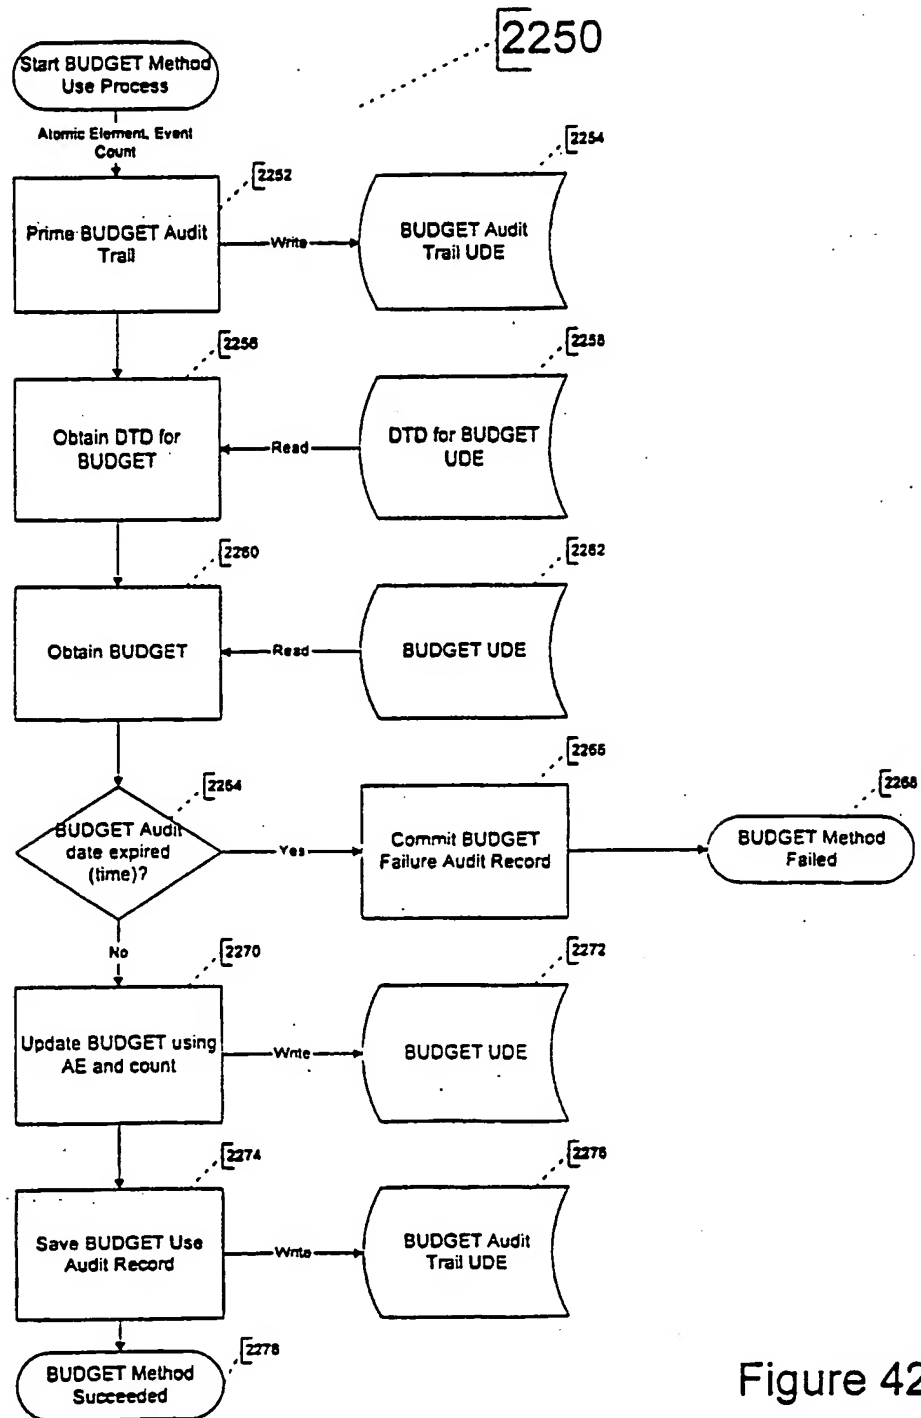 2250
Start BUDGET Method
Use Process
Atomic Element, Event
Count
2252
2254
Prime BUDGET Audit
Trail
Write
BUDGET Audit
Trail UDE
2256
2258
Obtain DTD for
BUDGET
Read
DTD for BUDGET
UDE
2260
2262
Obtain BUDGET
Read
BUDGET UDE
2264
2266
2268
BUDGET Audit
date expired
(time)?
Yes
Commit BUDGET
Failure Audit Record
BUDGET Method
Failed
No
2270
2272
Update BUDGET using
AE and count
Write
BUDGET UDE
2274
2276
Save BUDGET Use
Audit Record
Write
BUDGET Audit
Trail UDE
2278
BUDGET Method
Succeeded
Figure 42